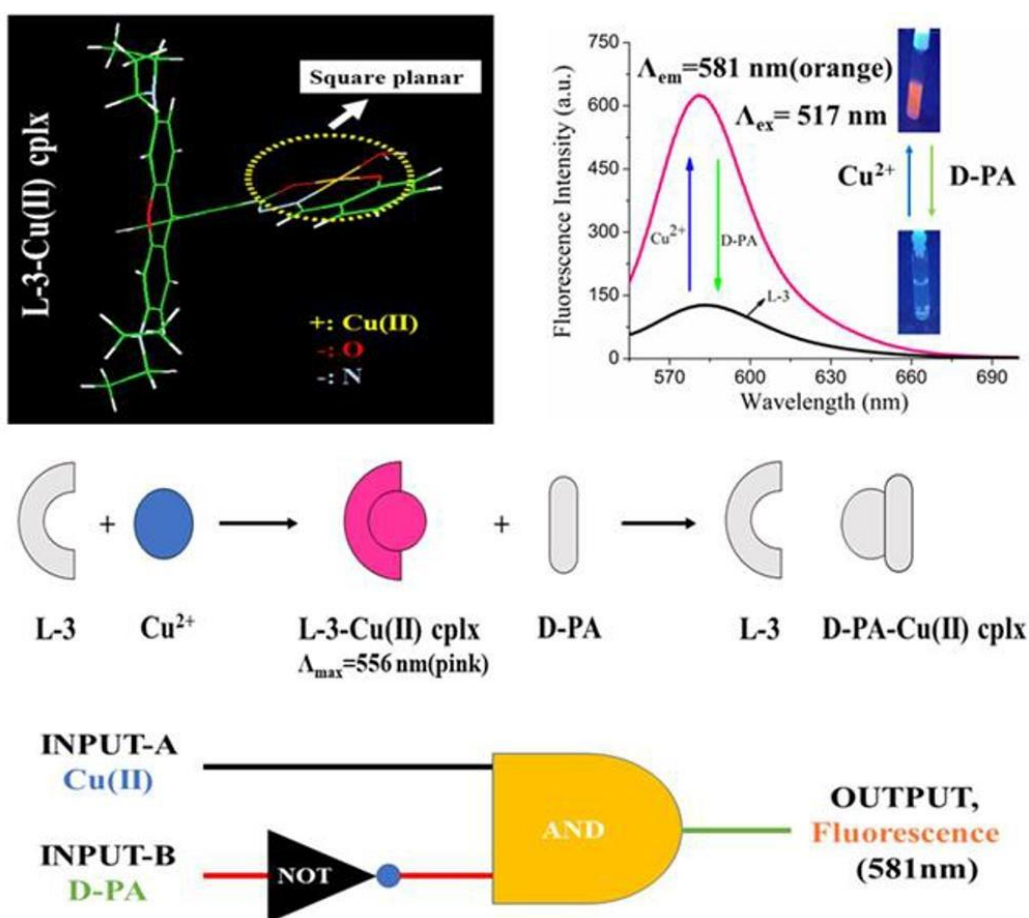 L-3-Cu(II) cplx
Square planar
+: Cu(II)
-: O
-: N
Fluorescence Intensity (a.u.)
750
600
450
300
150
0
570 600 630 660 690
Wavelength (nm)
Λem=581 nm(orange)
Λex= 517 nm
Cu²⁺ D-PA
Cu²⁺ D-PA
L-3
+ +
L-3 Cu²⁺ L-3-Cu(II) cplx D-PA L-3 D-PA-Cu(II) cplx
Λmax=556 nm(pink)
INPUT-A
Cu(II)
INPUT-B
D-PA
NOT
AND
OUTPUT,
Fluorescence
(581nm)